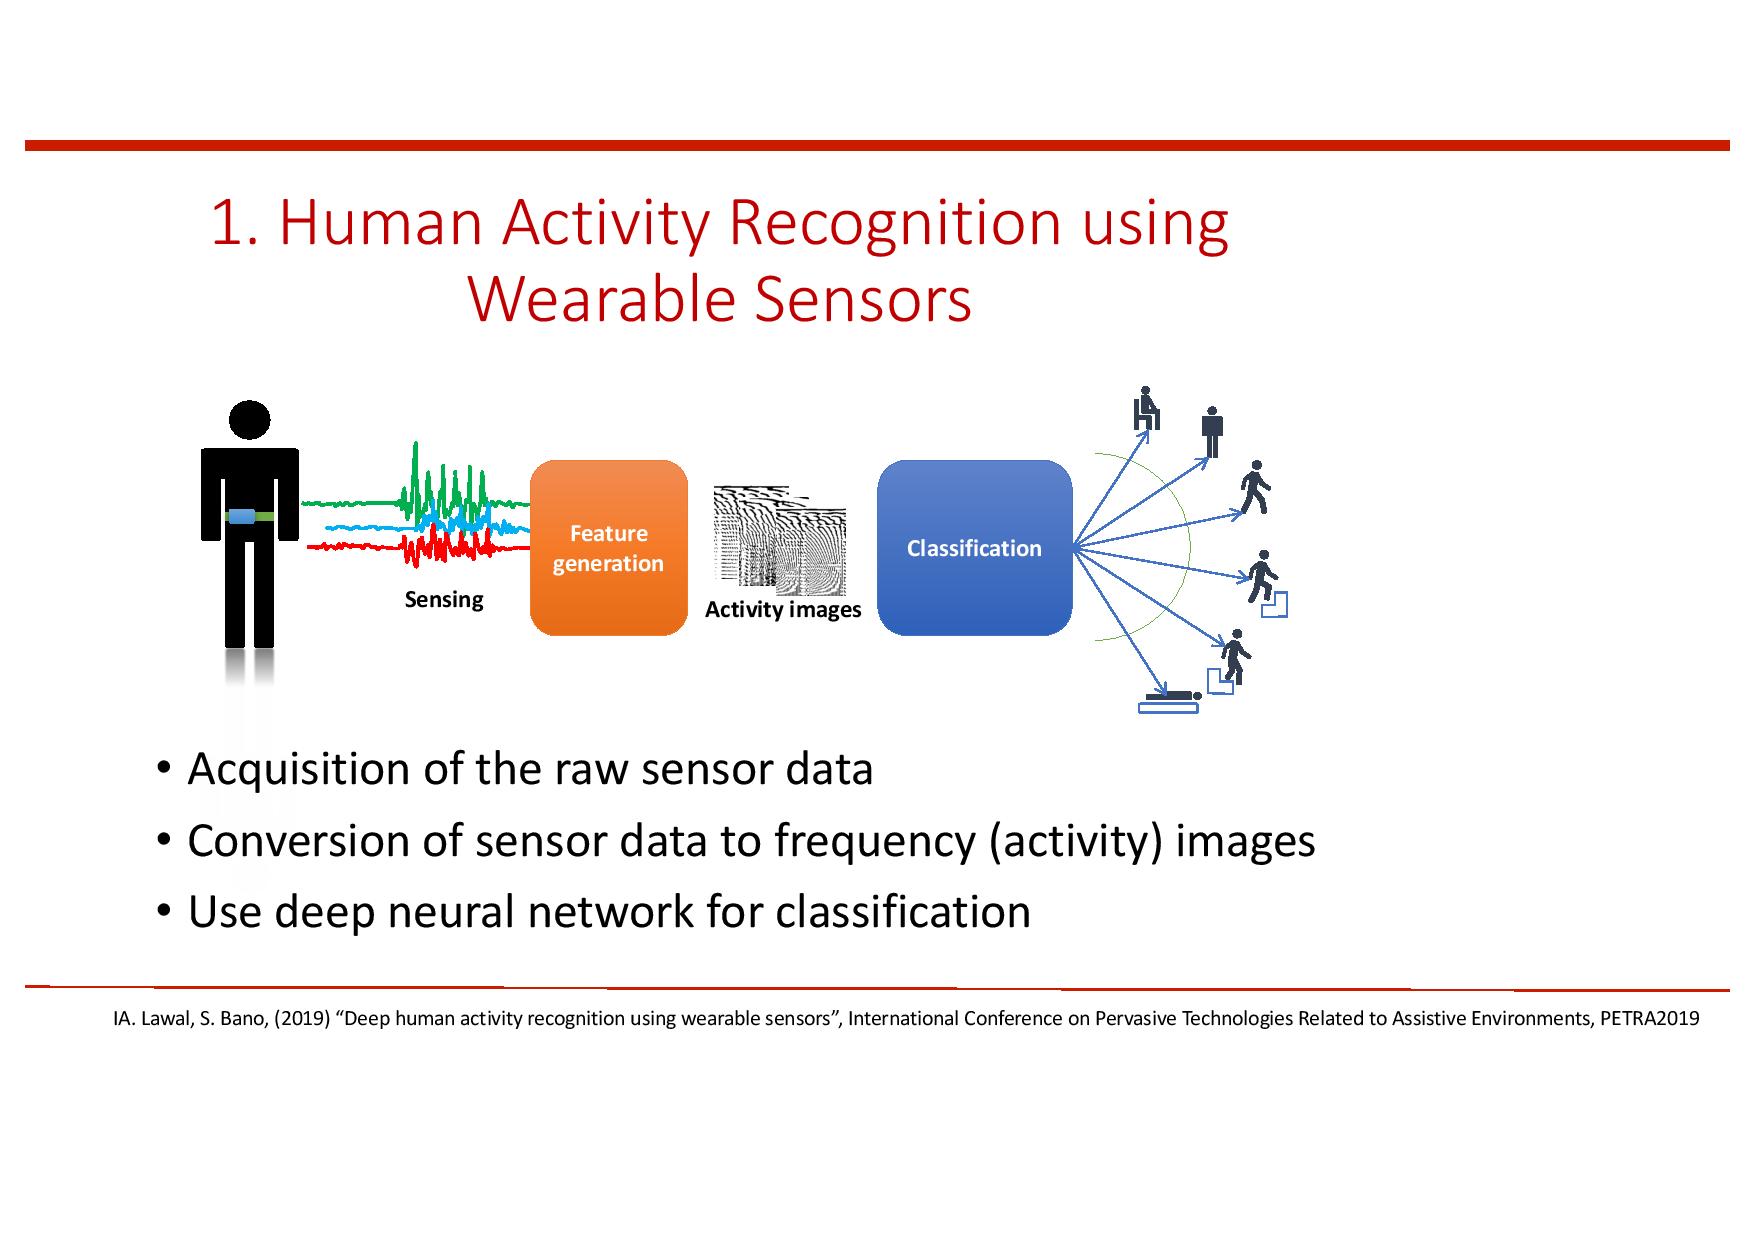 1. Human Activity Recognition using
Wearable Sensors
Sensing
Feature
generation
Activity images
Classification
• Acquisition of the raw sensor data
• Conversion of sensor data to frequency (activity) images
• Use deep neural network for classification
IA. Lawal, S. Bano, (2019) “Deep human activity recognition using wearable sensors”, International Conference on Pervasive Technologies Related to Assistive Environments, PETRA2019